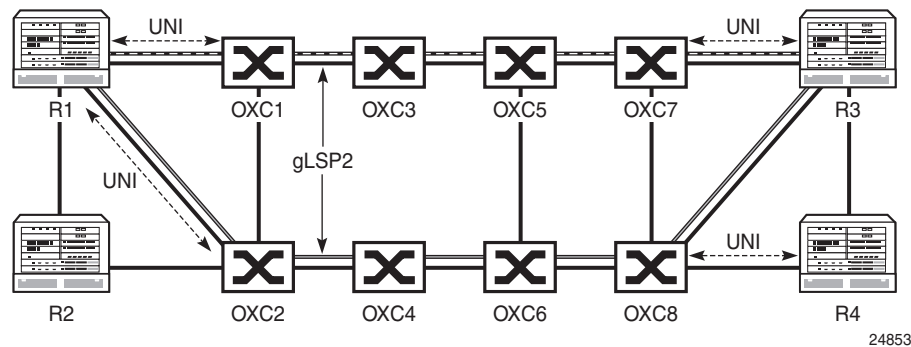 UNI
UNI
R1
OXC1
OXC3
OXC5
OXC7
R3
gLSP2
UNI
UNI
R2
OXC2
OXC4
OXC6
OXC8
R4
24853